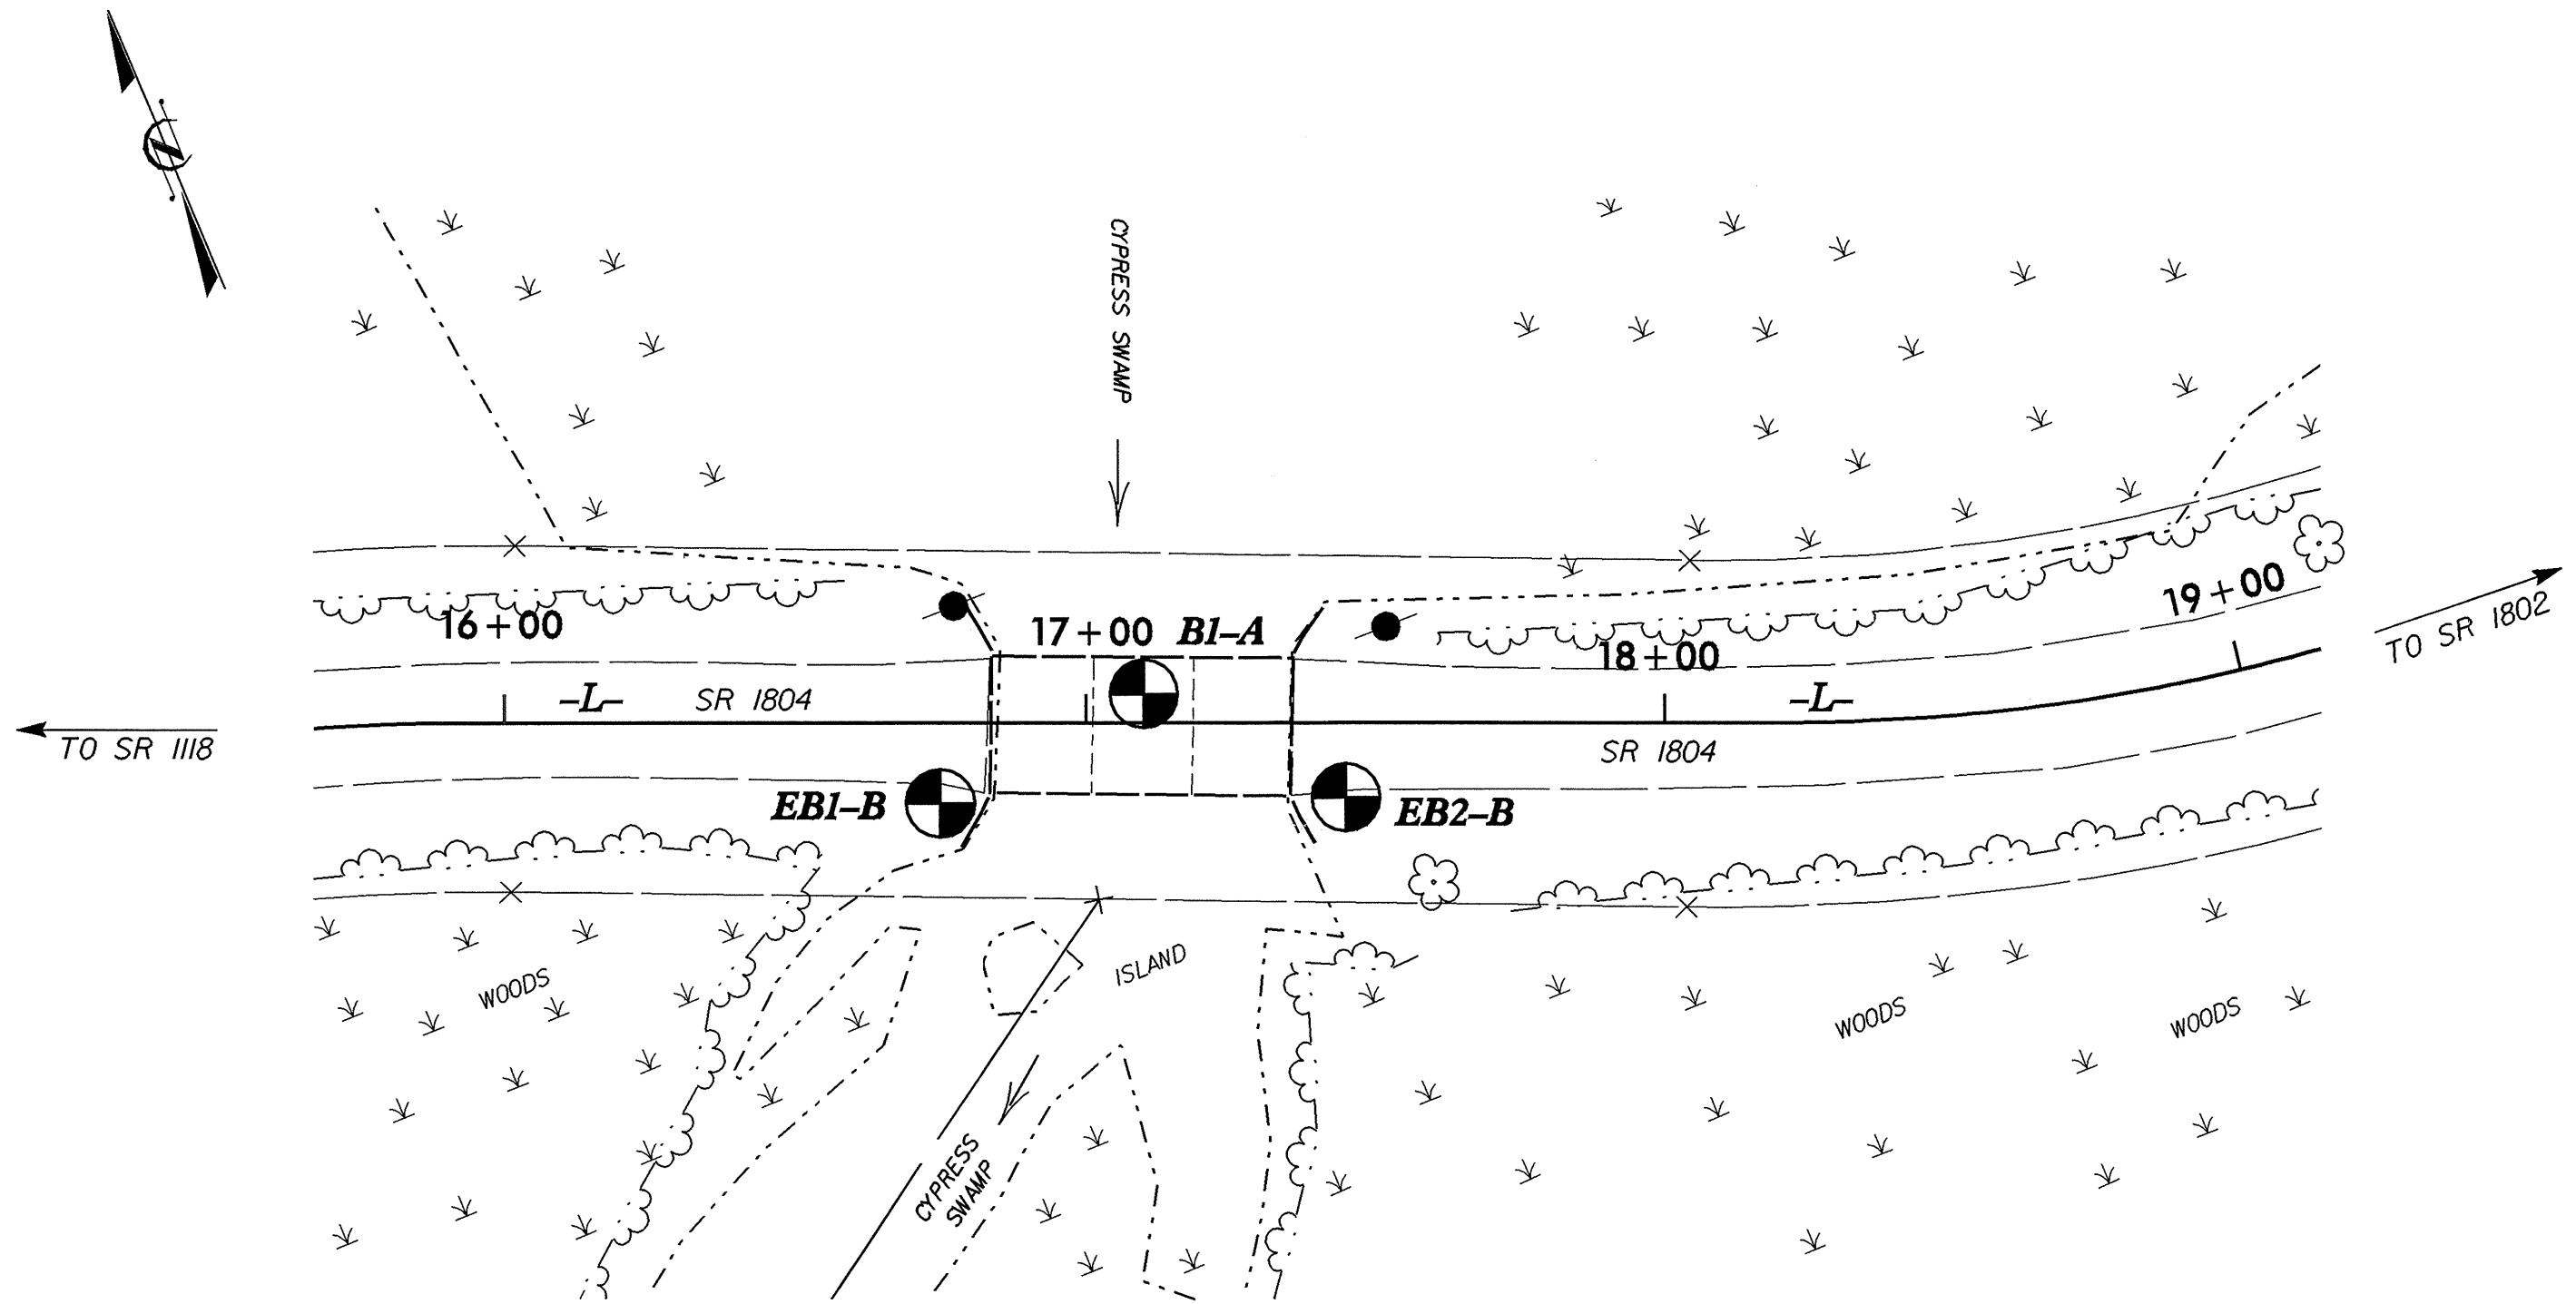 N
CYPRESS SWAMP
16+00
17+00
B1-A
18+00
19+00
TO SR 1802
-L-
SR 1804
-L-
TO SR 1118
SR 1804
EB1-B
EB2-B
ISLAND
WOODS
WOODS
WOODS
CYPRESS
SWAMP